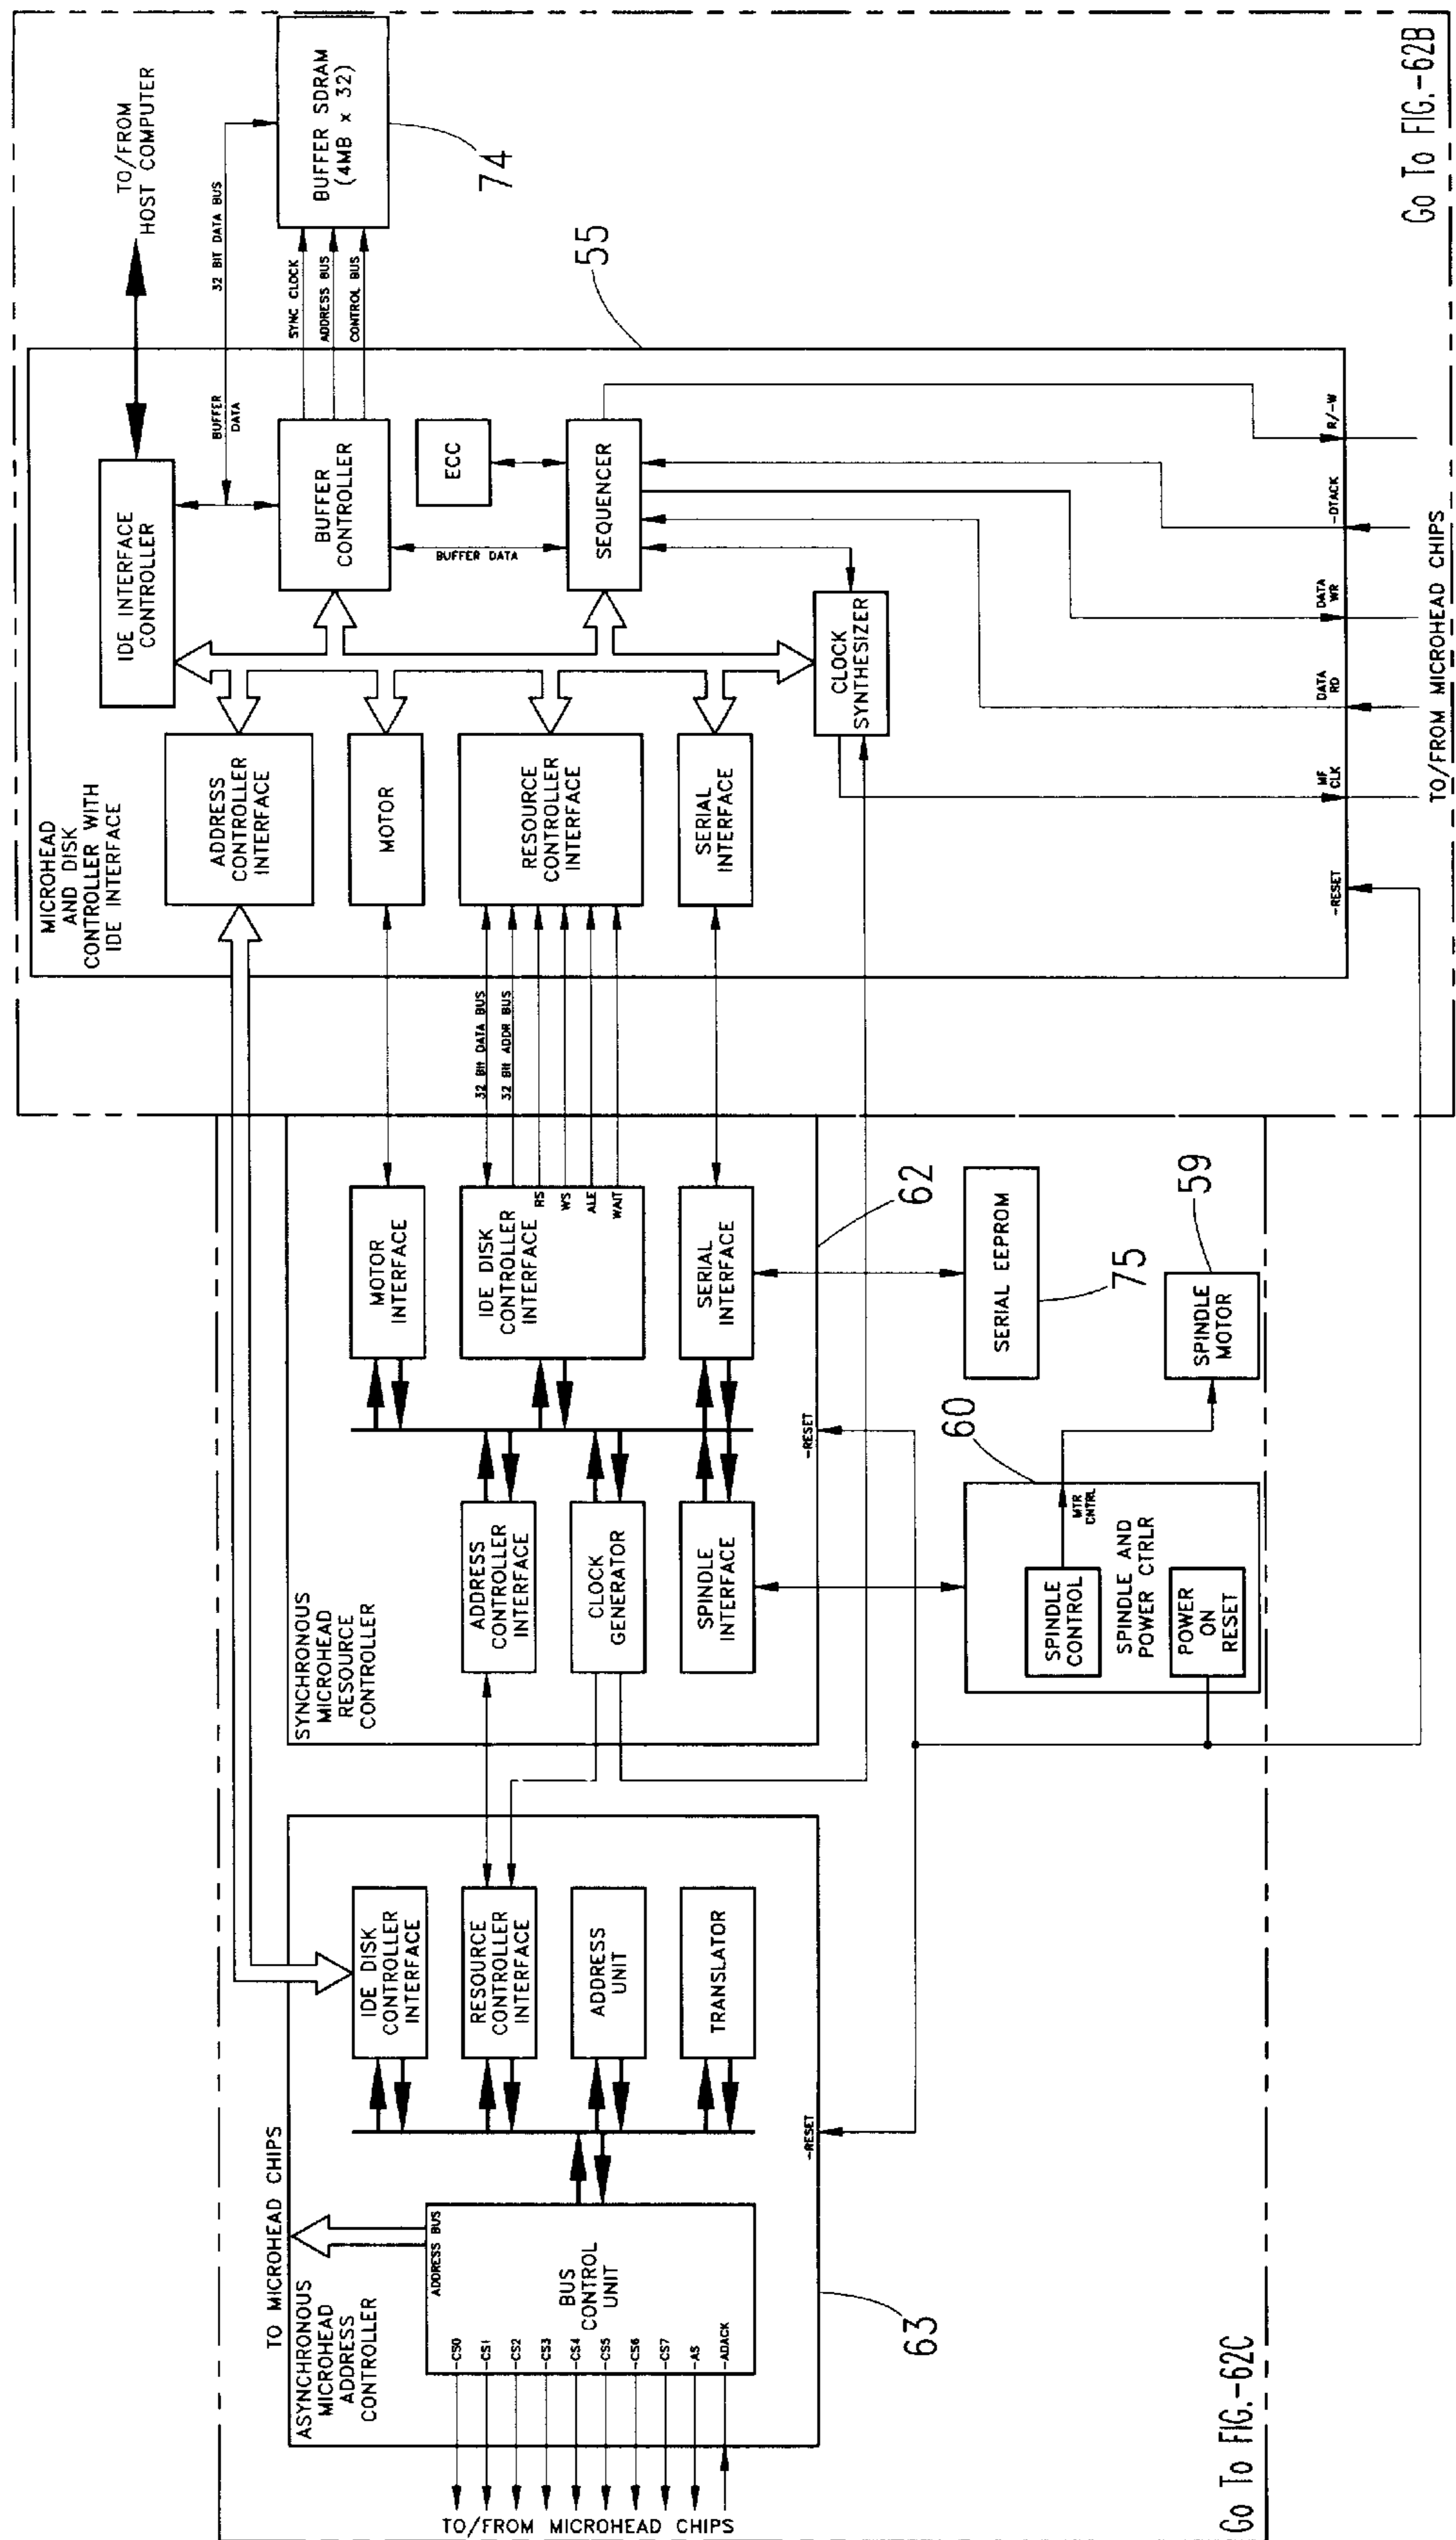 TO/FROM
HOST COMPUTER
MICROHEAD
AND DISK
CONTROLLER WITH
IDE INTERFACE
IDE INTERFACE
CONTROLLER
BUFFER
DATA
32 BIT DATA BUS
BUFFER SDRAM
(4MB x 32)
74
SYNC CLOCK
ADDRESS BUS
CONTROL BUS
BUFFER
CONTROLLER
ECC
BUFFER DATA
SEQUENCER
55
ADDRESS
CONTROLLER
INTERFACE
MOTOR
RESOURCE
CONTROLLER
INTERFACE
SERIAL
INTERFACE
CLOCK
SYNTHESIZER
-RESET
MF
CLK
DATA
RD
DATA
WR
-DTACK
R/-W
TO/FROM MICROHEAD CHIPS
Go To FIG.-62B
SYNCHRONOUS
MICROHEAD
RESOURCE
CONTROLLER
MOTOR
INTERFACE
32 Bit DATA BUS
32 Bit ADDR BUS
IDE DISK
CONTROLLER
INTERFACE
RS
WS
ALE
WAIT
SERIAL
INTERFACE
ADDRESS
CONTROLLER
INTERFACE
CLOCK
GENERATOR
SPINDLE
INTERFACE
-RESET
62
SERIAL EEPROM
75
60
SPINDLE
CONTROL
MTR
CNTRL
SPINDLE AND
POWER CTRLR
POWER
ON
RESET
SPINDLE
MOTOR
59
TO MICROHEAD CHIPS
ASYNCHRONOUS
MICROHEAD
ADDRESS
CONTROLLER
IDE DISK
CONTROLLER
INTERFACE
RESOURCE
CONTROLLER
INTERFACE
ADDRESS
UNIT
TRANSLATOR
ADDRESS BUS
BUS
CONTROL
UNIT
-CS0
-CS1
-CS2
-CS3
-CS4
-CS5
-CS6
-CS7
-AS
-ADACK
-RESET
63
TO/FROM MICROHEAD CHIPS
Go To FIG.-62C